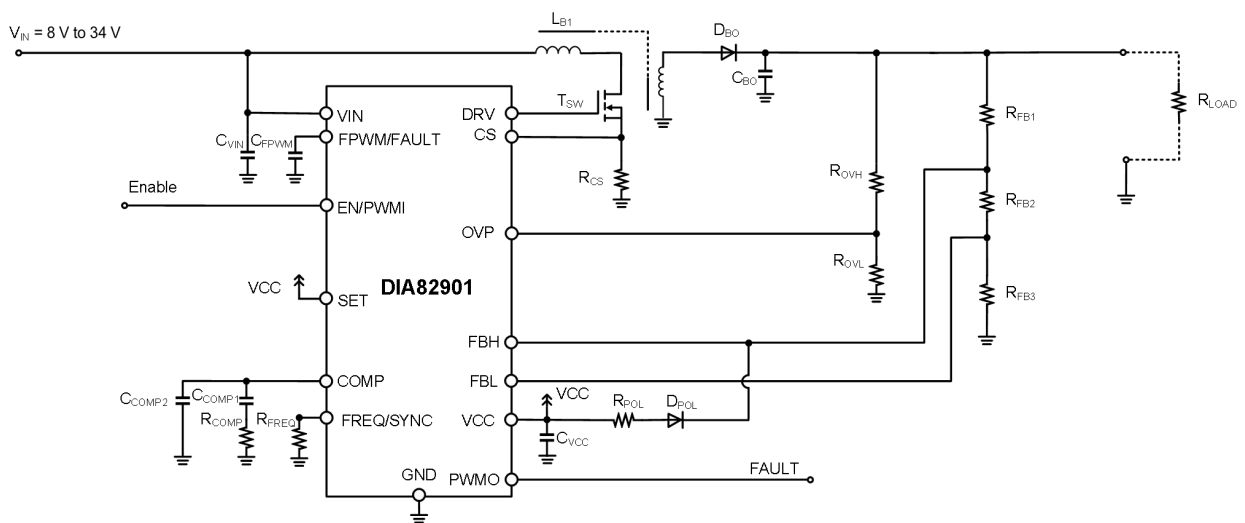 V_IN = 8 V to 34 V
L_B1
D_BO
C_BO
T_SW
R_LOAD
R_FB1
VIN
DRV
FPWM/FAULT
CS
C_VIN
C_FPWM
R_CS
R_OVH
Enable
EN/PWMI
R_FB2
OVP
R_OVL
VCC
DIA82901
SET
R_FB3
FBH
COMP
FBL
C_COMP2
C_COMP1
VCC
R_POL
D_POL
R_COMP
R_FREQ
FREQ/SYNC
VCC
C_VCC
GND
PWMO
FAULT